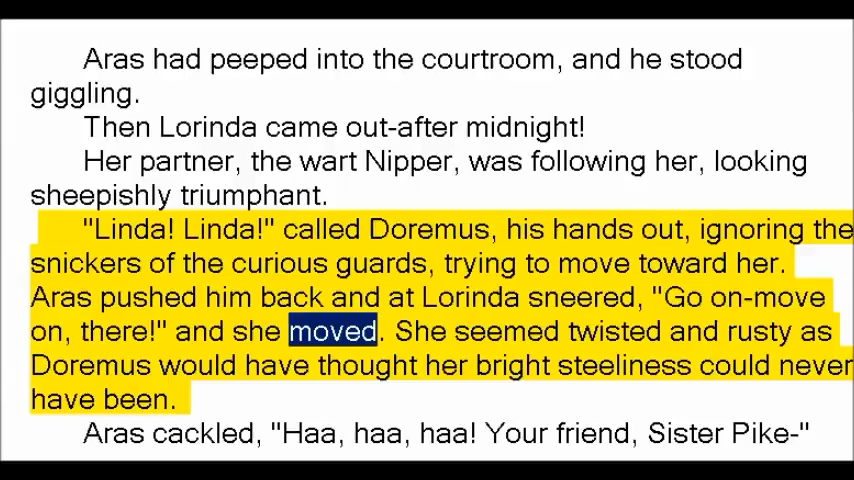 Aras had peeped into the courtroom, and he stood
giggling.
Then Lorinda came out-after midnight!
Her partner, the wart Nipper, was following her, looking
sheepishly triumphant.
"Linda! Linda!" called Doremus, his hands out, ignoring the
snickers of the curious guards, trying to move toward her.
Aras pushed him back and at Lorinda sneered, "Go on-move
on, there!" and she moved. She seemed twisted and rusty as
Doremus would have thought her bright steeliness could never
have been.
Aras cackled, "Haa, haa, haa! Your friend, Sister Pike-"